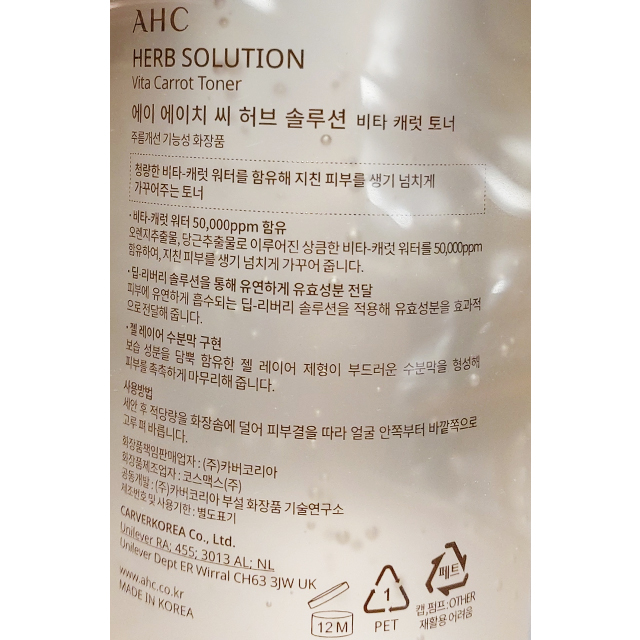 AHC
HERB SOLUTION
Vita Carrot Toner
에이 에이치 씨 허브 솔루션 비타 캐럿 토너
주름개선 기능성 화장품
청량한 비타-캐럿 워터를 함유해 지친 피부를 생기 넘치게
가꾸어주는 토너
· 비타-캐럿 워터 50,000ppm 함유
오렌지추출물, 당근추출물로 이루어진 상큼한 비타-캐럿 워터를 50,000ppm
함유하여, 지친 피부를 생기 넘치게 가꾸어 줍니다.
· 딥-리버리 솔루션을 통해 유연하게 유효성분 전달
피부에 유연하게 흡수되는 딥-리버리 솔루션을 적용해 유효성분을 효과적
으로 전달해 줍니다.
· 젤 레이어 수분막 구현
보습 성분을 담뿍 함유한 젤 레이어 제형이 부드러운 수분막을 형성해
피부를 촉촉하게 마무리해 줍니다.
사용방법
세안 후 적당량을 화장솜에 덜어 피부결을 따라 얼굴 안쪽부터 바깥쪽으로
고루 펴 바릅니다.
화장품책임판매업자 : (주)카버코리아
화장품제조업자 : 코스맥스(주)
공동개발 : (주)카버코리아 부설 화장품 기술연구소
제조번호 및 사용기한 : 별도표기
CARVERKOREA Co., Ltd.
Unilever RA; 455; 3013 AL; NL
Unilever Dept ER Wirral CH63 3JW UK
www.ahc.co.kr
MADE IN KOREA
12 M
1
PET
페트
캡,펌프 : OTHER
재활용 어려움